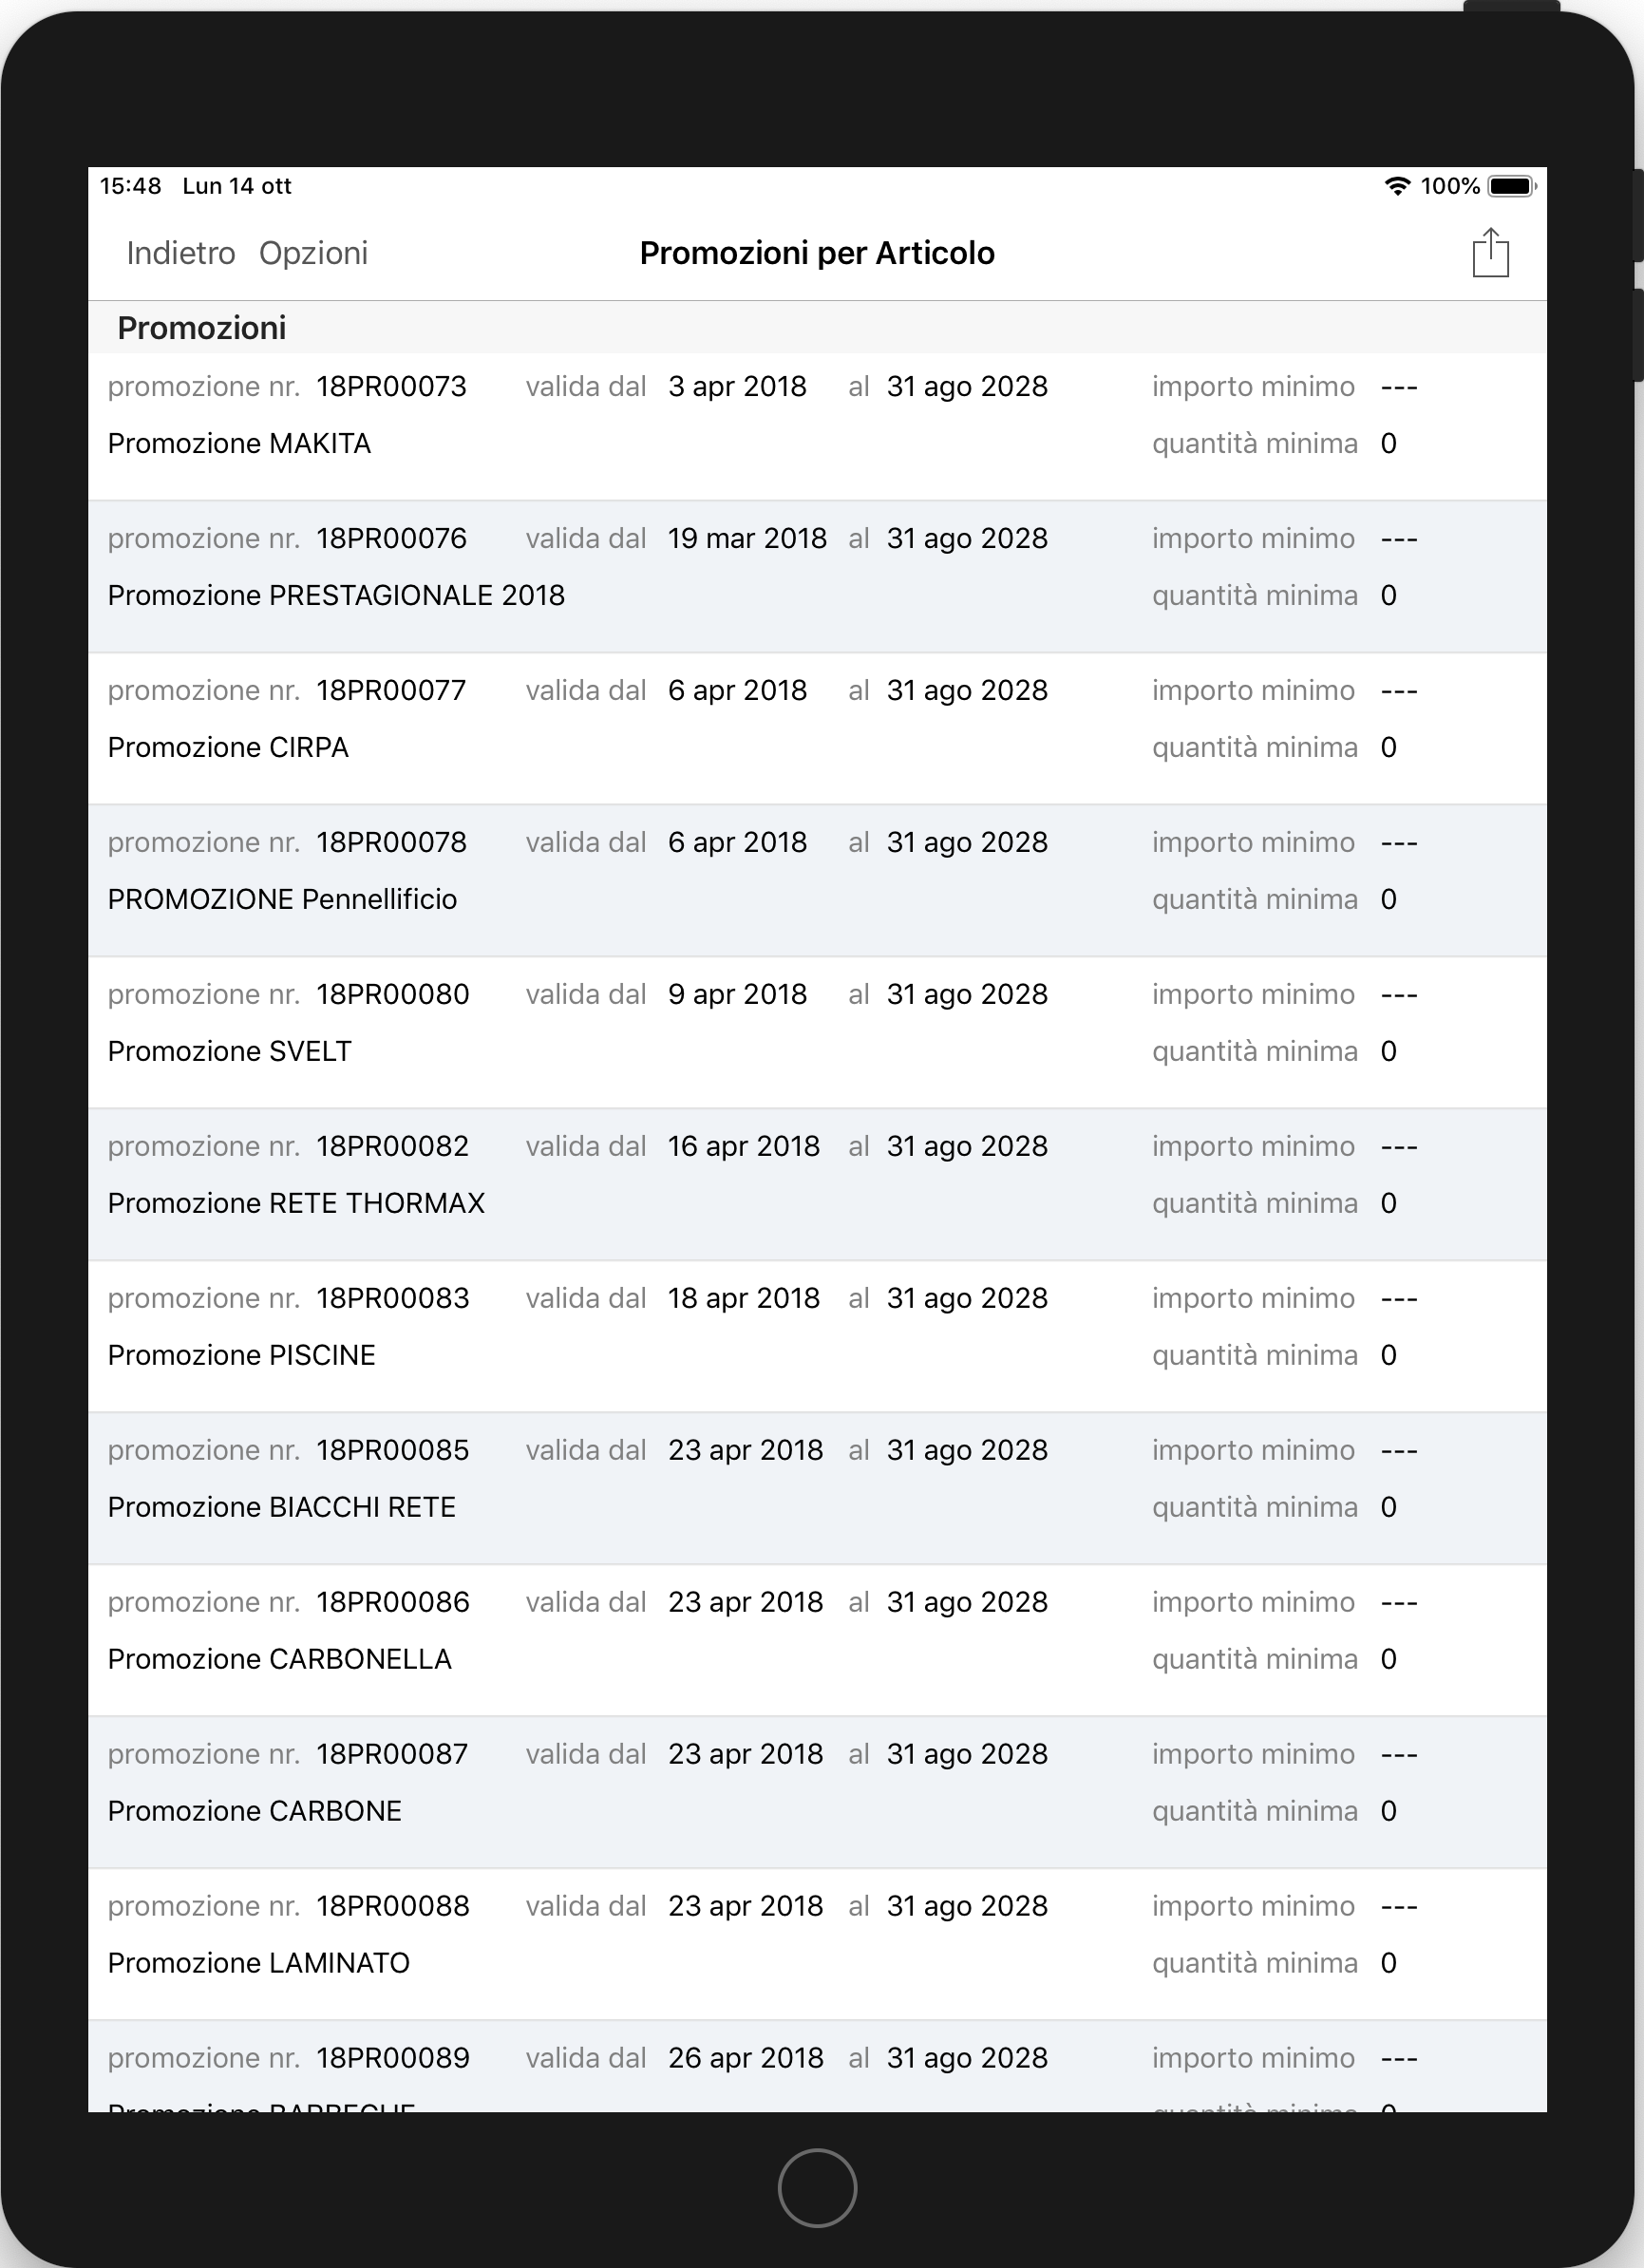 15:48 Lun 14 ott 100%
Indietro Opzioni Promozioni per Articolo
Promozioni
promozione nr. 18PR00073 valida dal 3 apr 2018 al 31 ago 2028 importo minimo ---
Promozione MAKITA quantità minima 0
promozione nr. 18PR00076 valida dal 19 mar 2018 al 31 ago 2028 importo minimo ---
Promozione PRESTAGIONALE 2018 quantità minima 0
promozione nr. 18PR00077 valida dal 6 apr 2018 al 31 ago 2028 importo minimo ---
Promozione CIRPA quantità minima 0
promozione nr. 18PR00078 valida dal 6 apr 2018 al 31 ago 2028 importo minimo ---
PROMOZIONE Pennellificio quantità minima 0
promozione nr. 18PR00080 valida dal 9 apr 2018 al 31 ago 2028 importo minimo ---
Promozione SVELT quantità minima 0
promozione nr. 18PR00082 valida dal 16 apr 2018 al 31 ago 2028 importo minimo ---
Promozione RETE THORMAX quantità minima 0
promozione nr. 18PR00083 valida dal 18 apr 2018 al 31 ago 2028 importo minimo ---
Promozione PISCINE quantità minima 0
promozione nr. 18PR00085 valida dal 23 apr 2018 al 31 ago 2028 importo minimo ---
Promozione BIACCHI RETE quantità minima 0
promozione nr. 18PR00086 valida dal 23 apr 2018 al 31 ago 2028 importo minimo ---
Promozione CARBONELLA quantità minima 0
promozione nr. 18PR00087 valida dal 23 apr 2018 al 31 ago 2028 importo minimo ---
Promozione CARBONE quantità minima 0
promozione nr. 18PR00088 valida dal 23 apr 2018 al 31 ago 2028 importo minimo ---
Promozione LAMINATO quantità minima 0
promozione nr. 18PR00089 valida dal 26 apr 2018 al 31 ago 2028 importo minimo ---
Promozione BARBECUE quantità minima 0